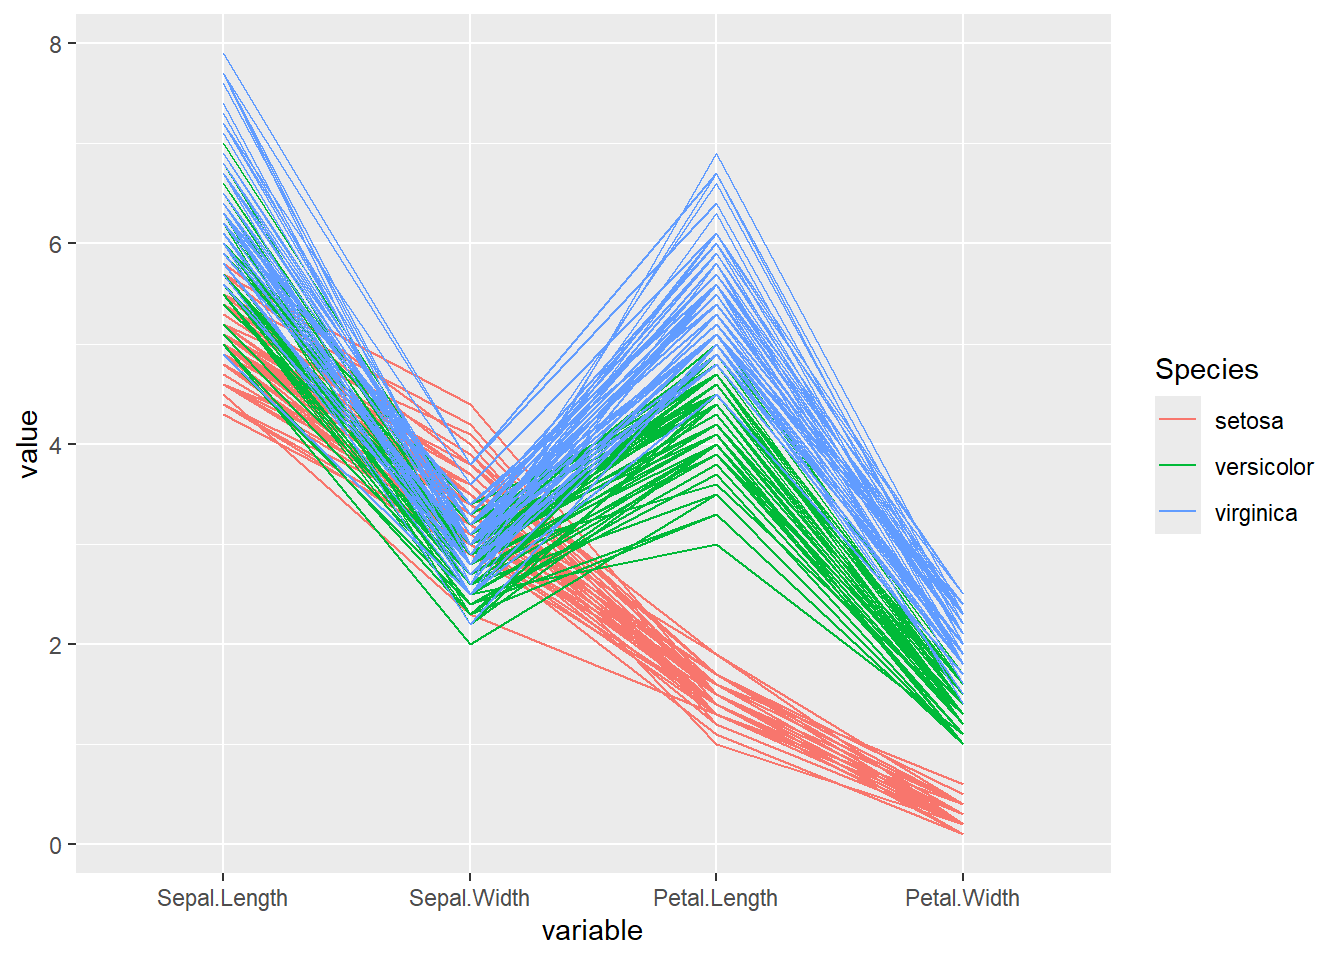 8
6
4
2
0
value
Sepal.Length Sepal.Width Petal.Length Petal.Width
variable
Species
setosa
versicolor
virginica